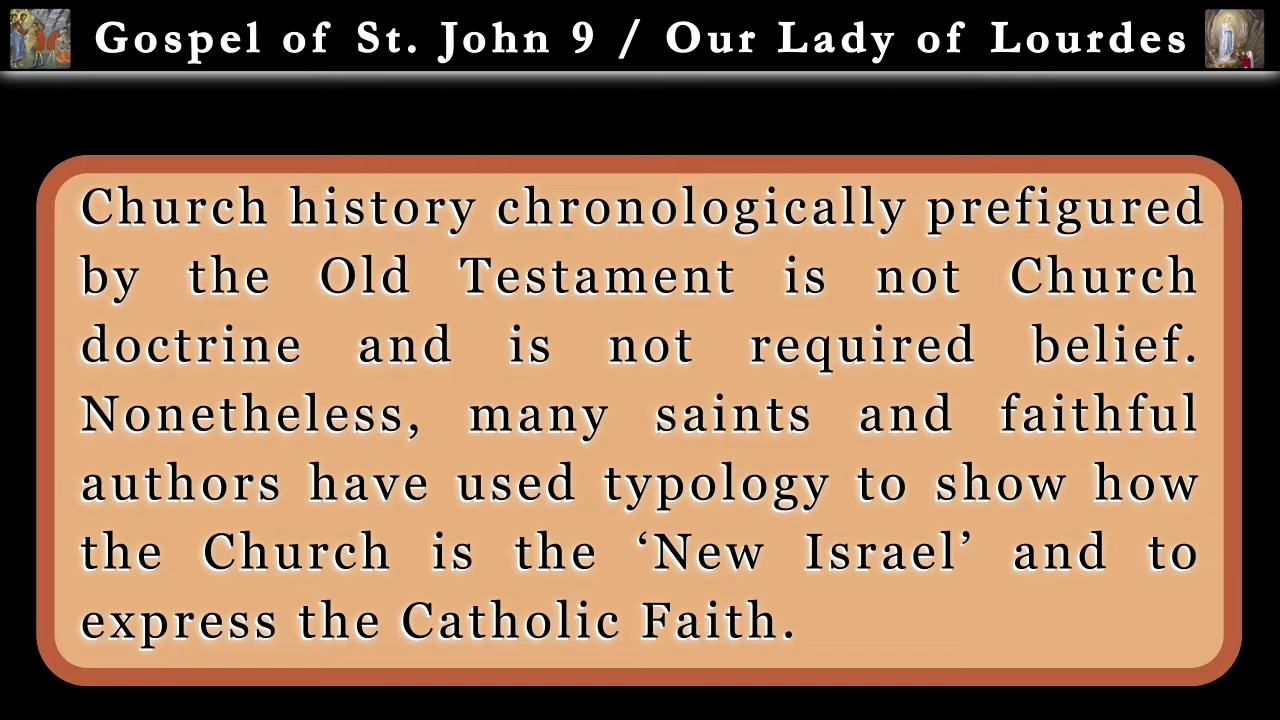 Gospel of St. John 9 / Our Lady of Lourdes
Church history chronologically prefigured
by the Old Testament is not Church
doctrine and is not required belief.
Nonetheless, many saints and faithful
authors have used typology to show how
the Church is the ‘New Israel’ and to
express the Catholic Faith.